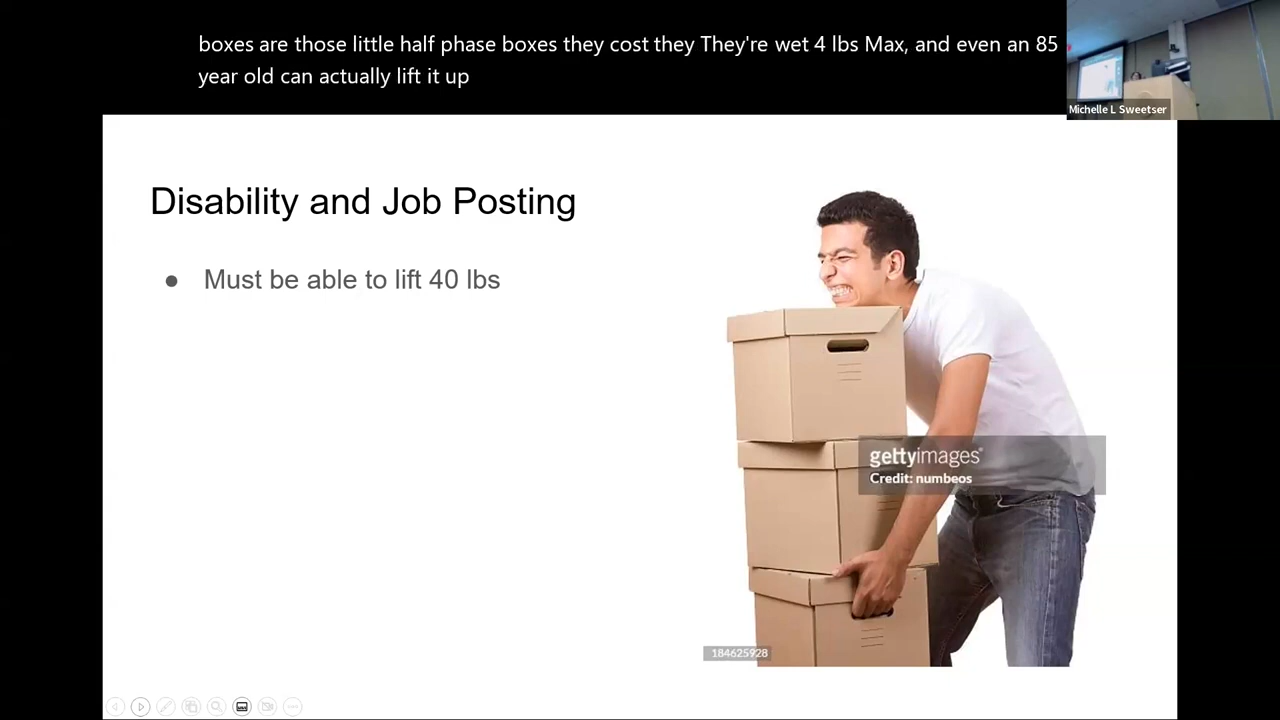 boxes are those little half phase boxes they cost they They're wet 4 lbs Max, and even an 85
year old can actually lift it up
Michelle L Sweetser
Disability and Job Posting
● Must be able to lift 40 lbs
gettyimages®
Credit: numbeos
184625928